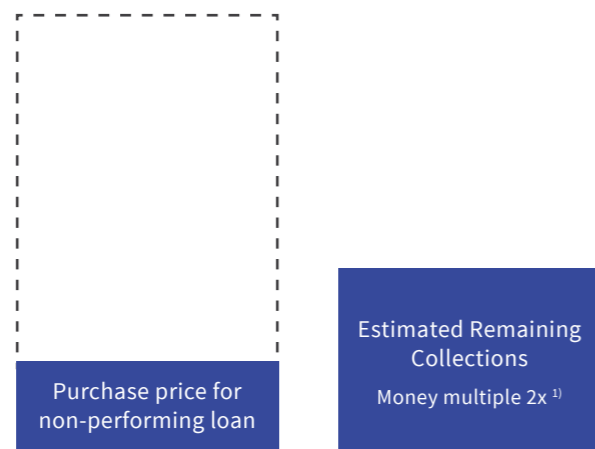 Purchase price for
non-performing loan
Estimated Remaining
Collections
Money multiple 2x 1)